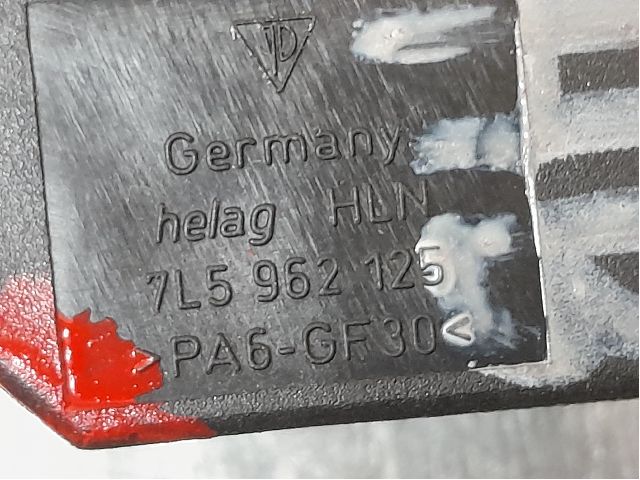 Germany
helag HLN
7L5 962 125
>PA6-GF30<